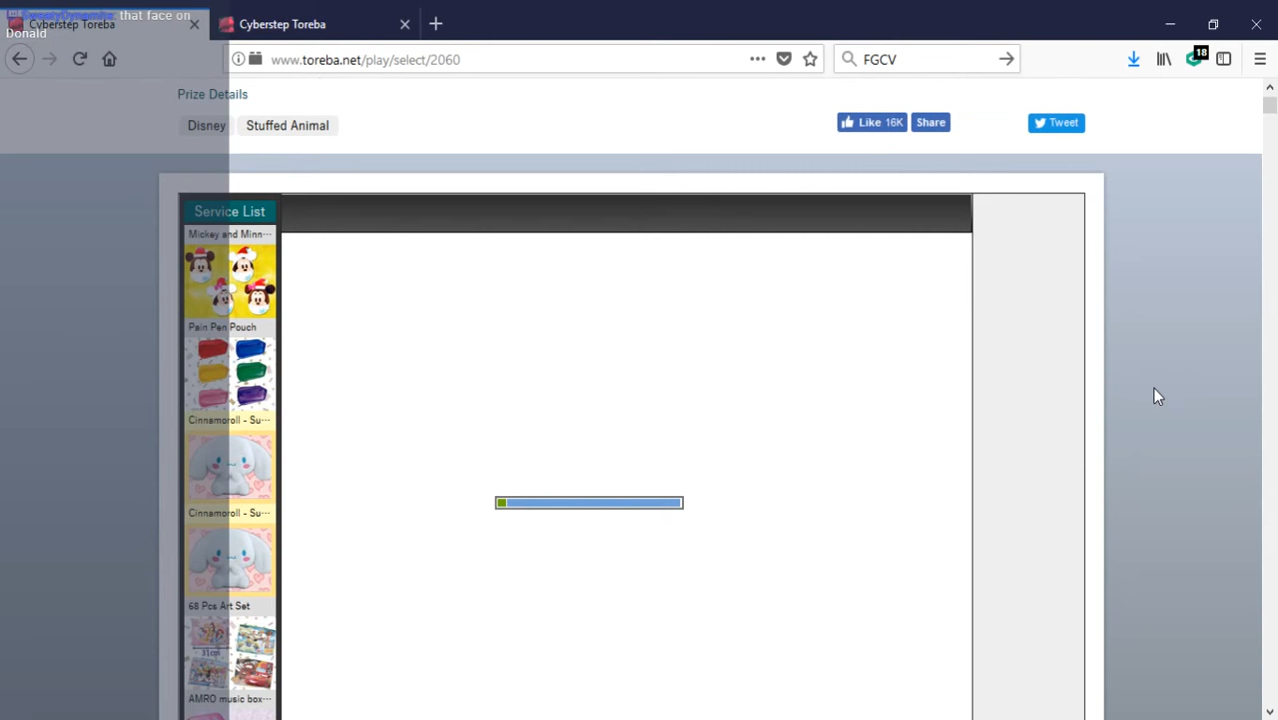 that face on
Donald
Cyberstep Toreba
Cyberstep Toreba
www.toreba.net/play/select/2060
FGCV
18
Prize Details
Disney
Stuffed Animal
Like 16K
Share
Tweet
Service List
Mickey and Minn…
Pain Pen Pouch
Cinnamoroll - Su…
Cinnamoroll - Su…
68 Pcs Art Set
31cm
AMRO music box…